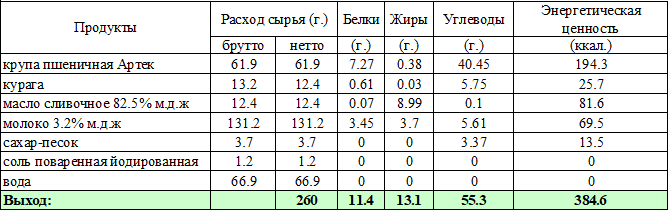 Продукты Расход сырья (г.) Белки Жиры Углеводы Энергетическая ценность
брутто нетто (г.) (г.) (г.) (ккал.)
крупа пшеничная Артек 61.9 61.9 7.27 0.38 40.45 194.3
курага 13.2 12.4 0.61 0.03 5.75 25.7
масло сливочное 82.5% м.д.ж 12.4 12.4 0.07 8.99 0.1 81.6
молоко 3.2% м.д.ж 131.2 131.2 3.45 3.7 5.61 69.5
сахар-песок 3.7 3.7 0 0 3.37 13.5
соль поваренная йодированная 1.2 1.2 0 0 0 0
вода 66.9 66.9 0 0 0 0
Выход: 260 11.4 13.1 55.3 384.6